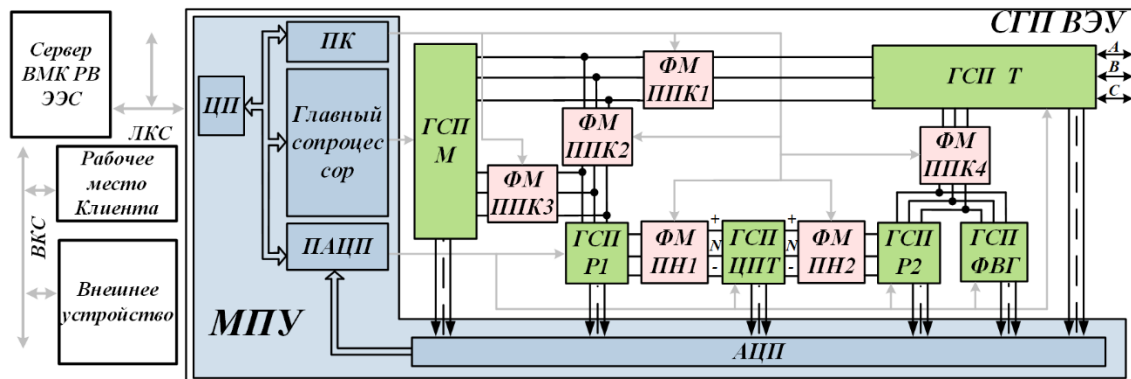 СГП ВЭУ
Сервер
ВМК РВ
ЭЭС
ЛКС
Рабочее
место
Клиента
ВКС
Внешнее
устройство
ЦП
ПК
Главный
сопроцес
сор
ПАЦП
МПУ
ГСП
М
ФМ
ППК1
ФМ
ППК2
ФМ
ППК3
ГСП Т
A
B
C
ФМ
ППК4
ГСП
Р1
ФМ
ПН1
+
N
-
ГСП
ЦПТ
+
N
-
ФМ
ПН2
ГСП
Р2
ГСП
ФВГ
АЦП